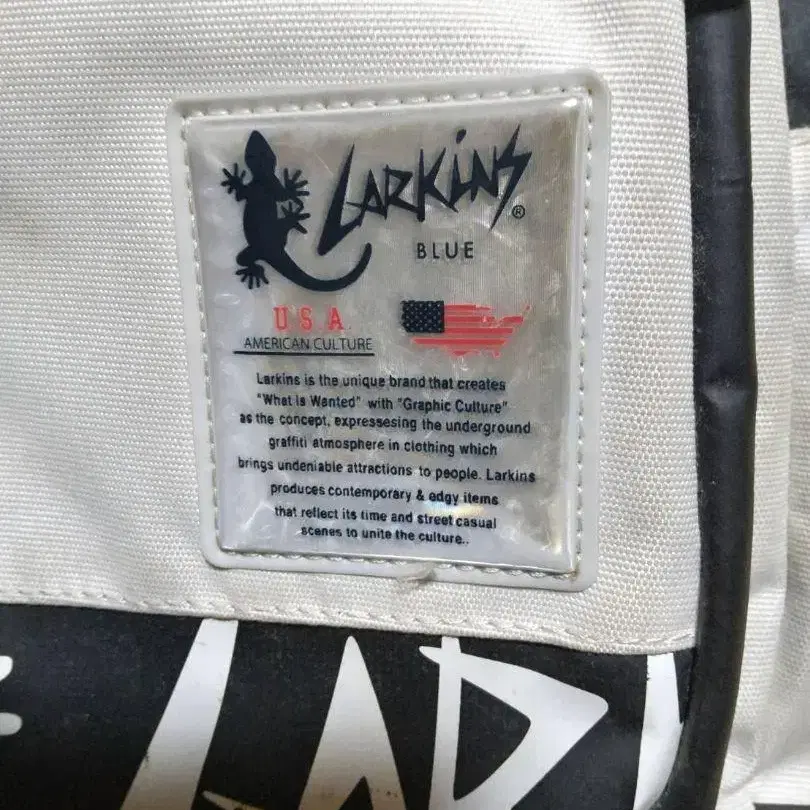 LARKINS®
BLUE
USA.
AMERICAN CULTURE
Larkins is the unique brand that creates
"What is Wanted" with "Graphic Culture"
as the concept, expressesing the underground
graffiti atmosphere in clothing which
brings undeniable attractions to people. Larkins
produces contemporary & edgy items
that reflect its time and street casual
scenes to unite the culture..
LAR